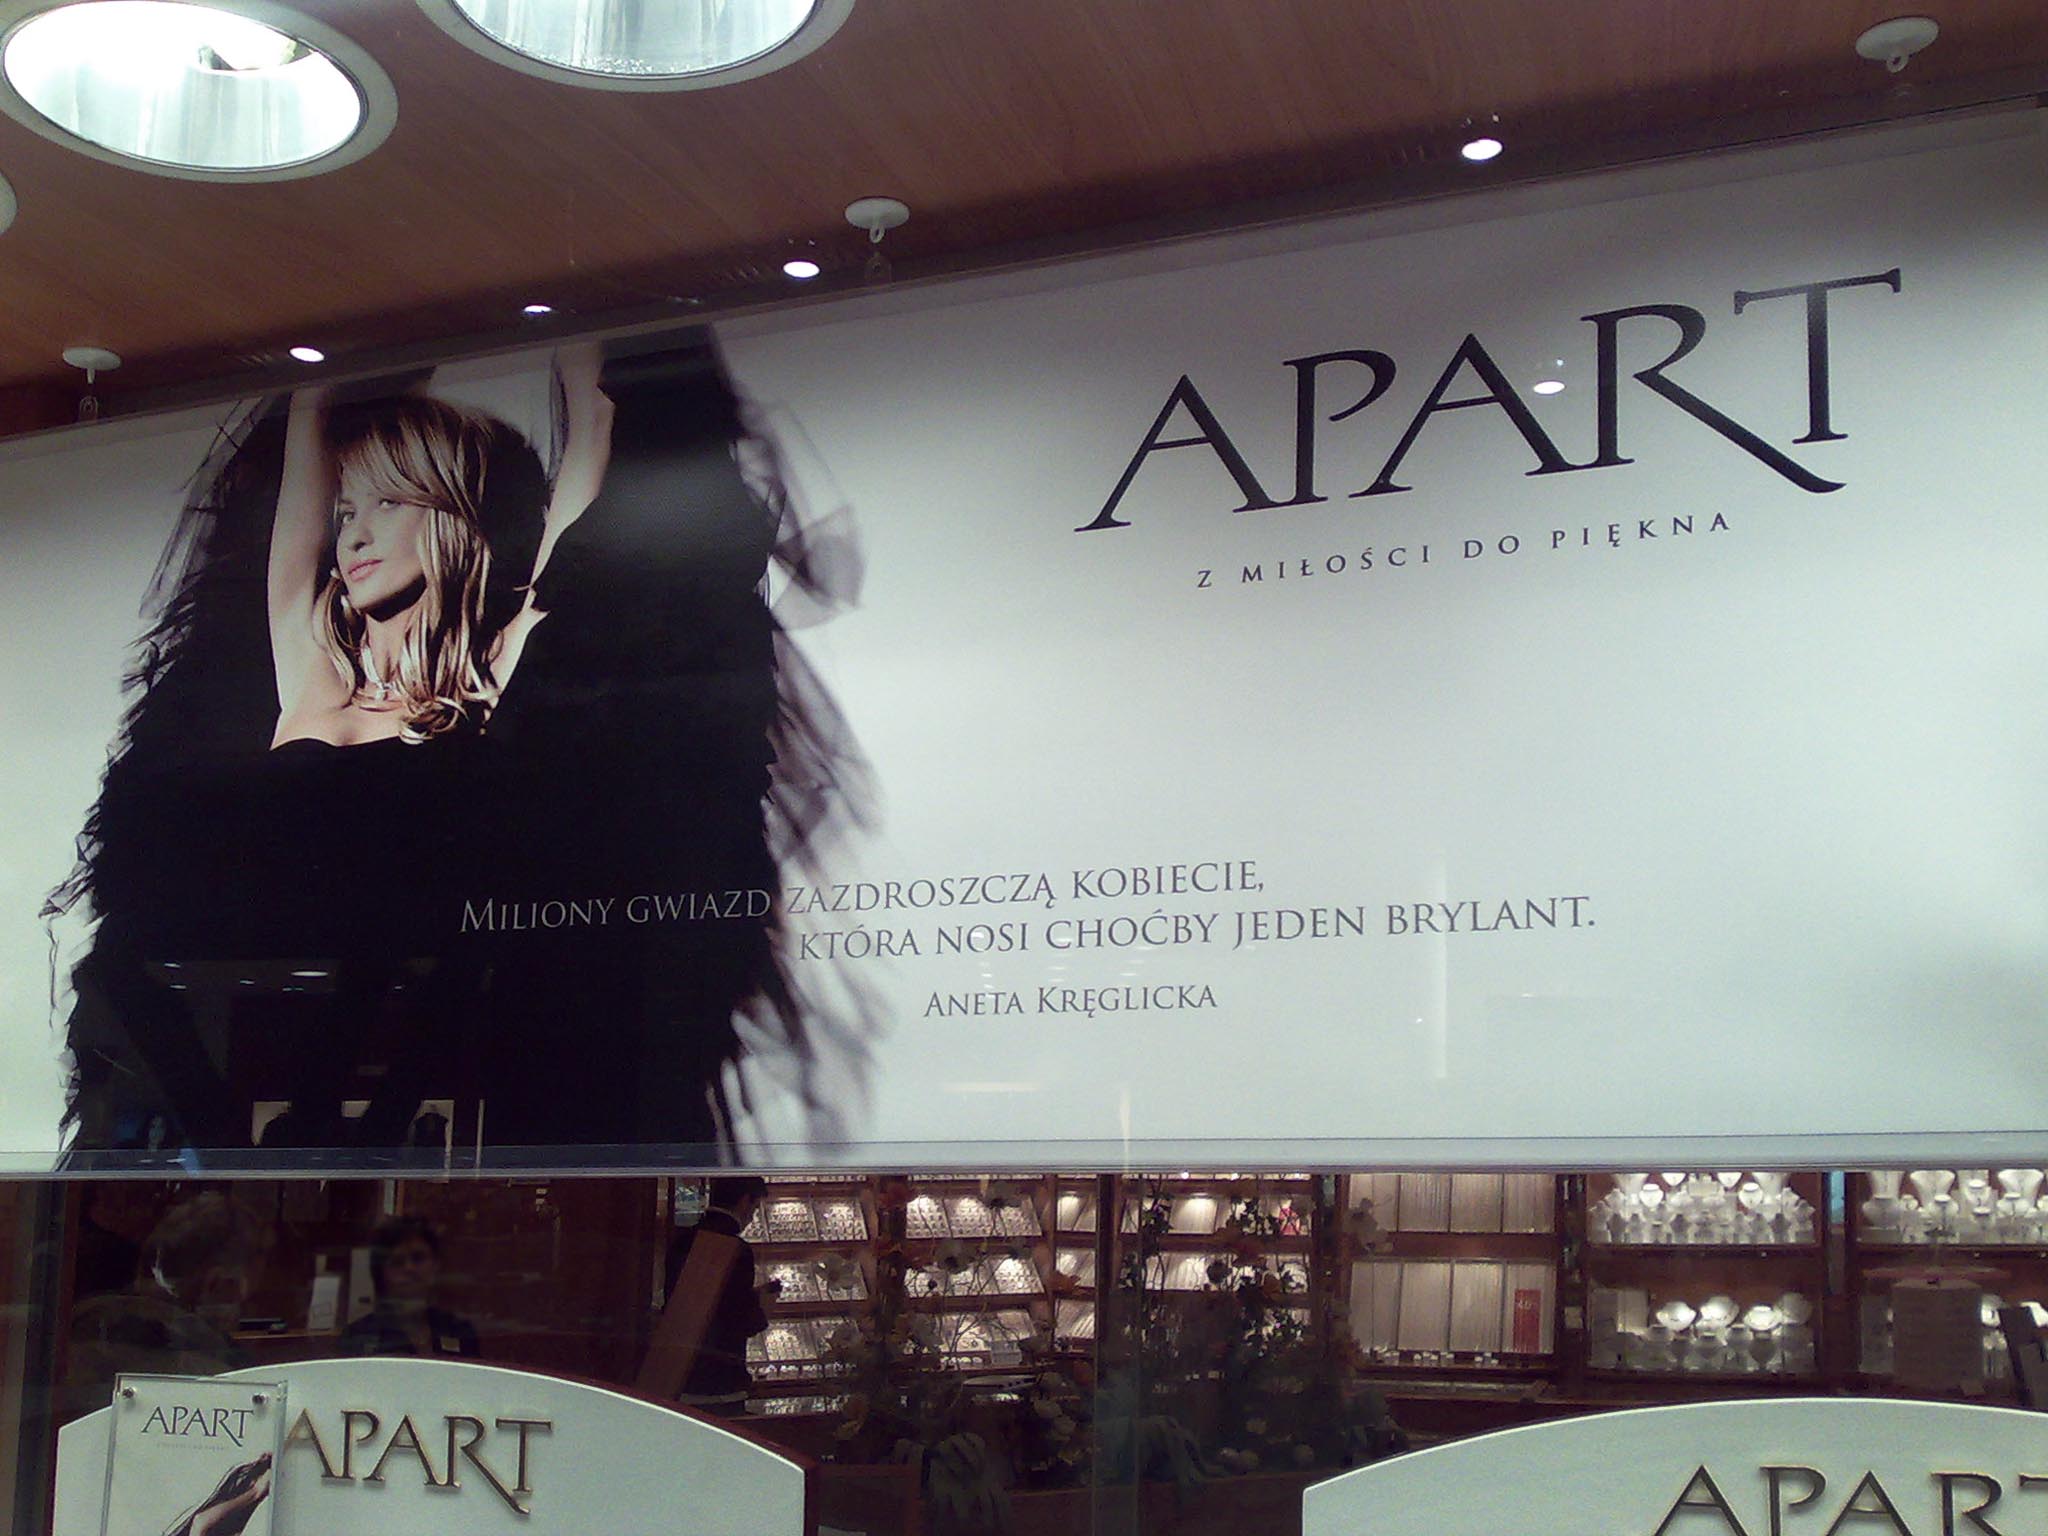 APART
Z MIŁOŚCI DO PIĘKNA
MILIONY GWIAZD ZAZDROSZCZĄ KOBIECIE,
KTÓRA NOSI CHOĆBY JEDEN BRYLANT.
ANETA KRĘGLICKA
APART
APART
APART